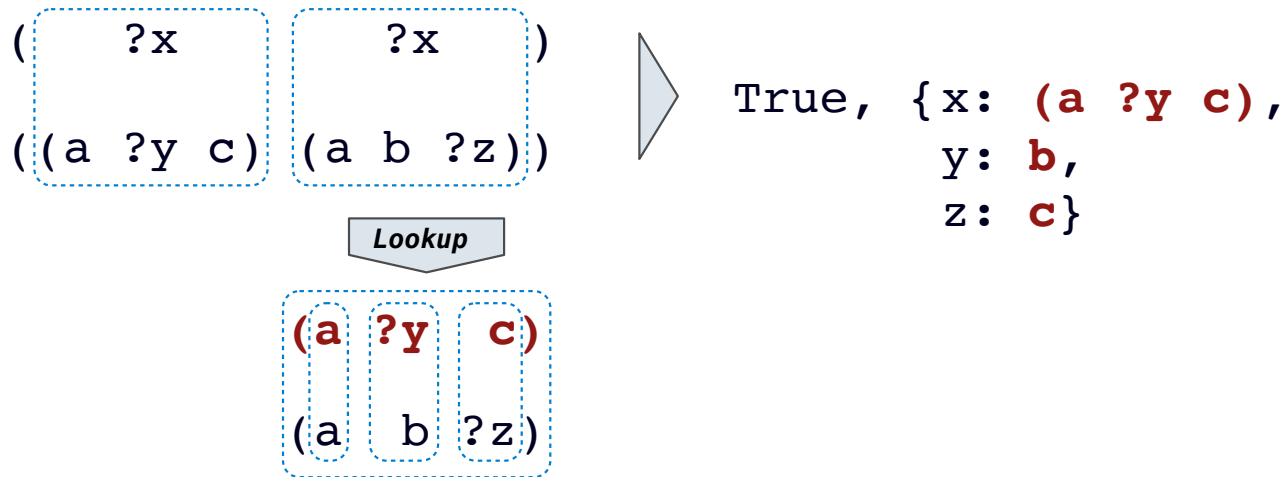 ( ?x ?x )
((a ?y c) (a b ?z))
True, {x: (a ?y c),
y: b,
z: c}
Lookup
(a ?y c)
(a b ?z)